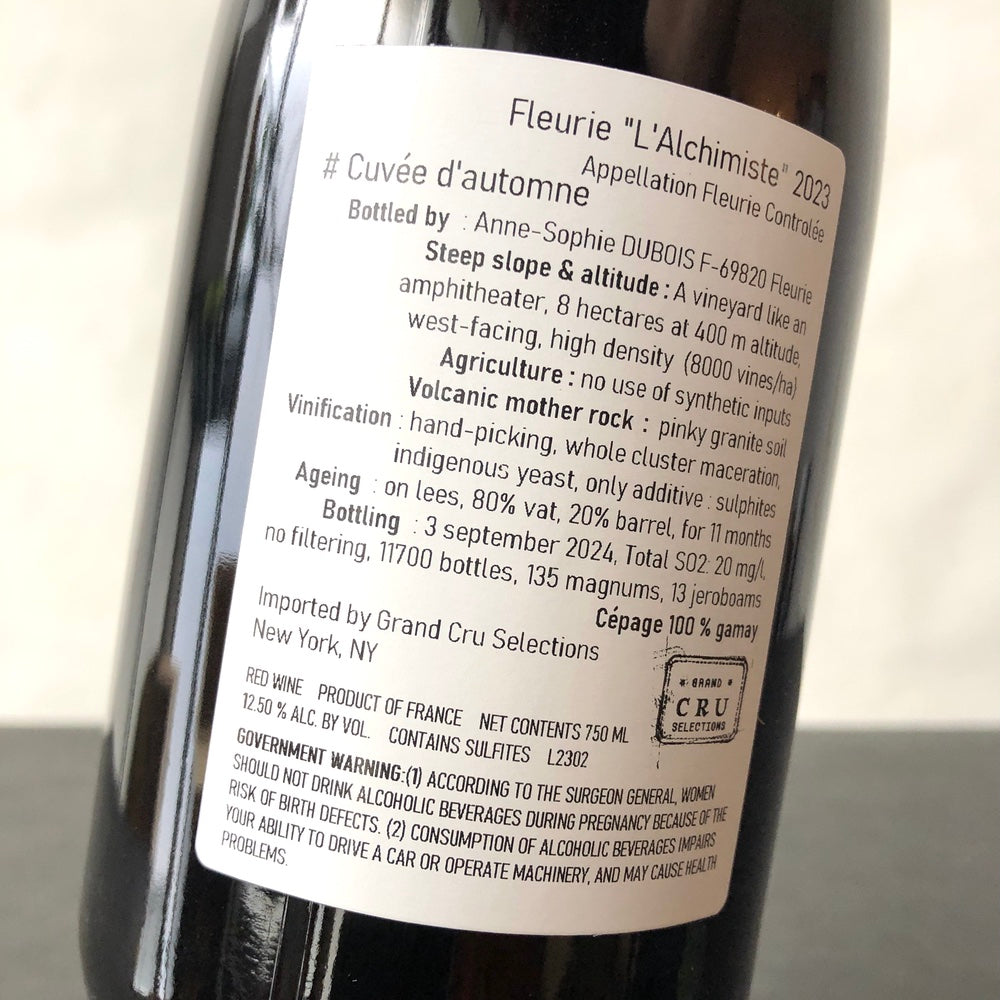 Fleurie "L'Alchimiste" 2023
Appellation Fleurie Controlée
# Cuvée d'automne
Bottled by : Anne-Sophie DUBOIS F-69820 Fleurie
Steep slope & altitude : A vineyard like an
amphitheater, 8 hectares at 400 m altitude,
west-facing, high density (8000 vines/ha)
Agriculture : no use of synthetic inputs
Volcanic mother rock : pinky granite soil
Vinification : hand-picking, whole cluster maceration,
indigenous yeast, only additive : sulphites
Ageing : on lees, 80% vat, 20% barrel, for 11 months
Bottling : 3 september 2024, Total SO2: 20 mg/l,
no filtering, 11700 bottles, 135 magnums, 13 jeroboams
Cépage 100 % gamay
Imported by Grand Cru Selections
New York, NY
GRAND
CRU
SELECTIONS
RED WINE PRODUCT OF FRANCE NET CONTENTS 750 ML
12.50 % ALC. BY VOL. CONTAINS SULFITES L2302
GOVERNMENT WARNING:(1) ACCORDING TO THE SURGEON GENERAL, WOMEN
SHOULD NOT DRINK ALCOHOLIC BEVERAGES DURING PREGNANCY BECAUSE OF THE
RISK OF BIRTH DEFECTS. (2) CONSUMPTION OF ALCOHOLIC BEVERAGES IMPAIRS
YOUR ABILITY TO DRIVE A CAR OR OPERATE MACHINERY, AND MAY CAUSE HEALTH
PROBLEMS.